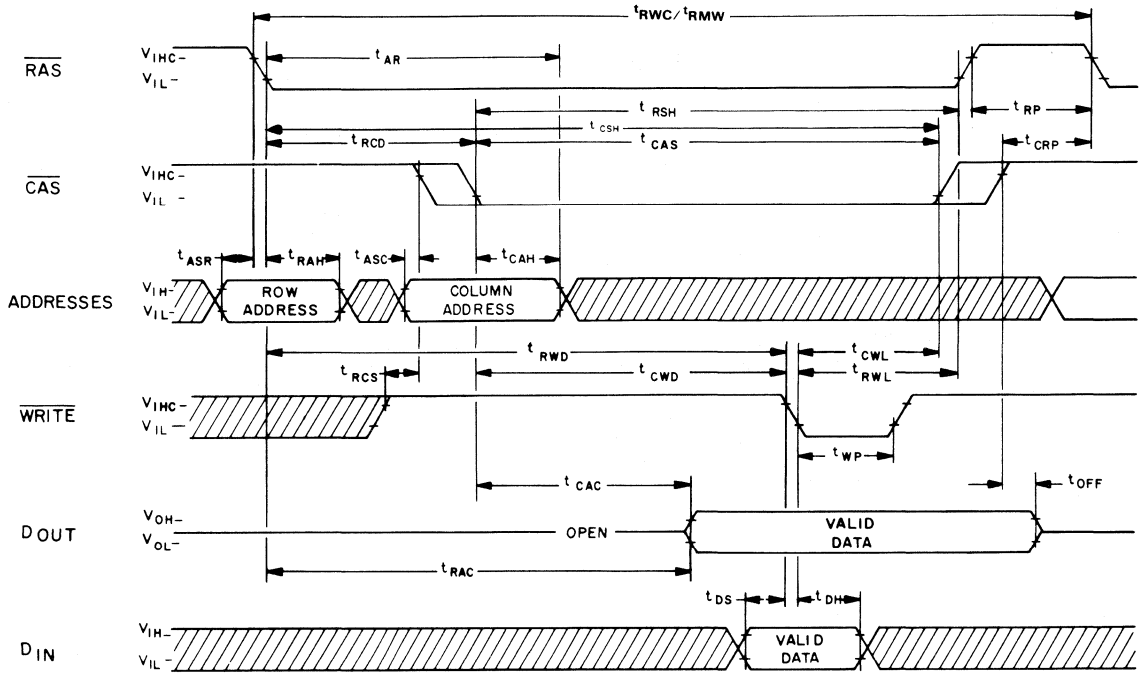 tRWC/tRMW
RAS
VIHC–
VIL–
tAR
tRSH
tRP
tCSH
tRCD
tCAS
tCRP
CAS
VIHC–
VIL –
tASR
tRAH
tASC
tCAH
ADDRESSES
VIH–
VIL–
ROW
ADDRESS
COLUMN
ADDRESS
tRWD
tCWL
tRCS
tCWD
tRWL
WRITE
VIHC–
VIL–
tWP
tCAC
tOFF
DOUT
VOH–
VOL–
OPEN
VALID
DATA
tRAC
tDS
tDH
DIN
VIH–
VIL–
VALID
DATA